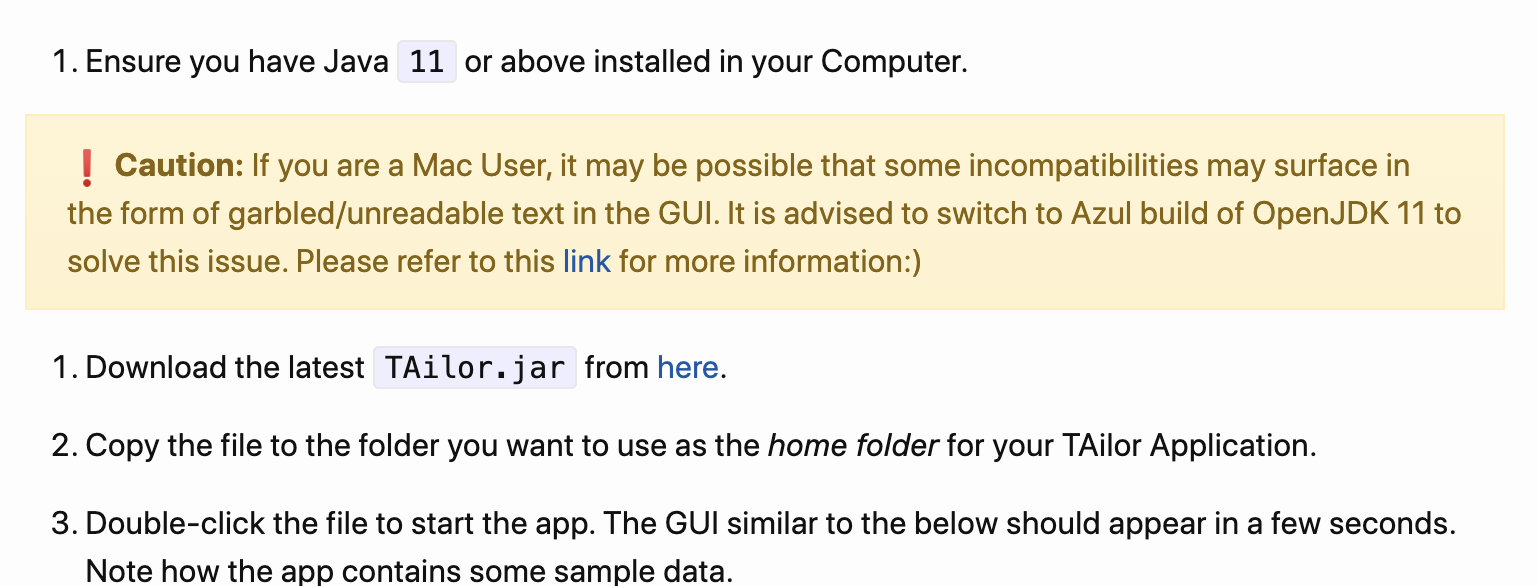 1. Ensure you have Java 11 or above installed in your Computer.
❗ Caution: If you are a Mac User, it may be possible that some incompatibilities may surface in
the form of garbled/unreadable text in the GUI. It is advised to switch to Azul build of OpenJDK 11 to
solve this issue. Please refer to this link for more information:)
1. Download the latest TAilor.jar from here.
2. Copy the file to the folder you want to use as the home folder for your TAilor Application.
3. Double-click the file to start the app. The GUI similar to the below should appear in a few seconds.
Note how the app contains some sample data.